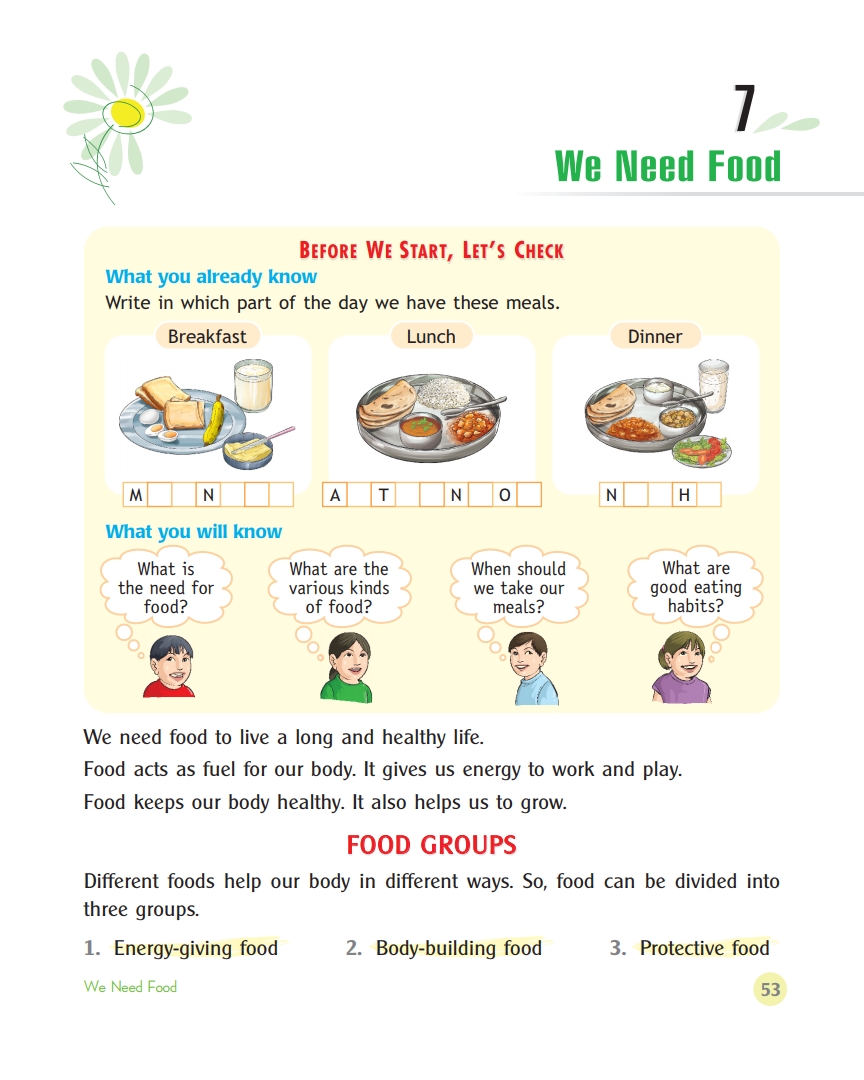 7
We Need Food
BEFORE WE START, LET'S CHECK
What you already know
Write in which part of the day we have these meals.
Breakfast
Lunch
Dinner
M N
A T N O
N H
What you will know
What is
the need for
food?
What are the
various kinds
of food?
When should
we take our
meals?
What are
good eating
habits?
We need food to live a long and healthy life.
Food acts as fuel for our body. It gives us energy to work and play.
Food keeps our body healthy. It also helps us to grow.
FOOD GROUPS
Different foods help our body in different ways. So, food can be divided into
three groups.
1. Energy-giving food 2. Body-building food 3. Protective food
We Need Food
53